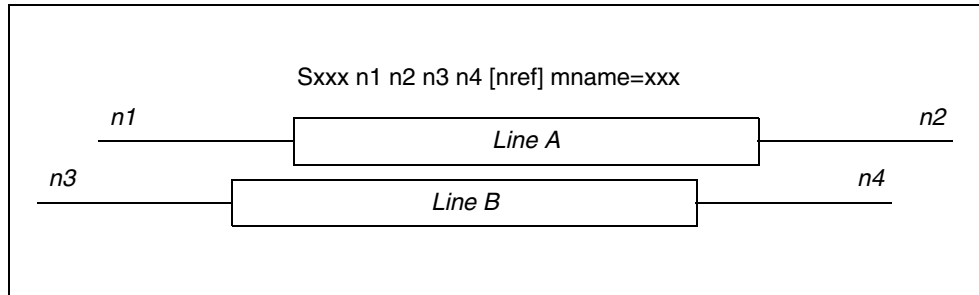 Sxxx n1 n2 n3 n4 [nref] mname=xxx
n1 Line A n2
n3 Line B n4